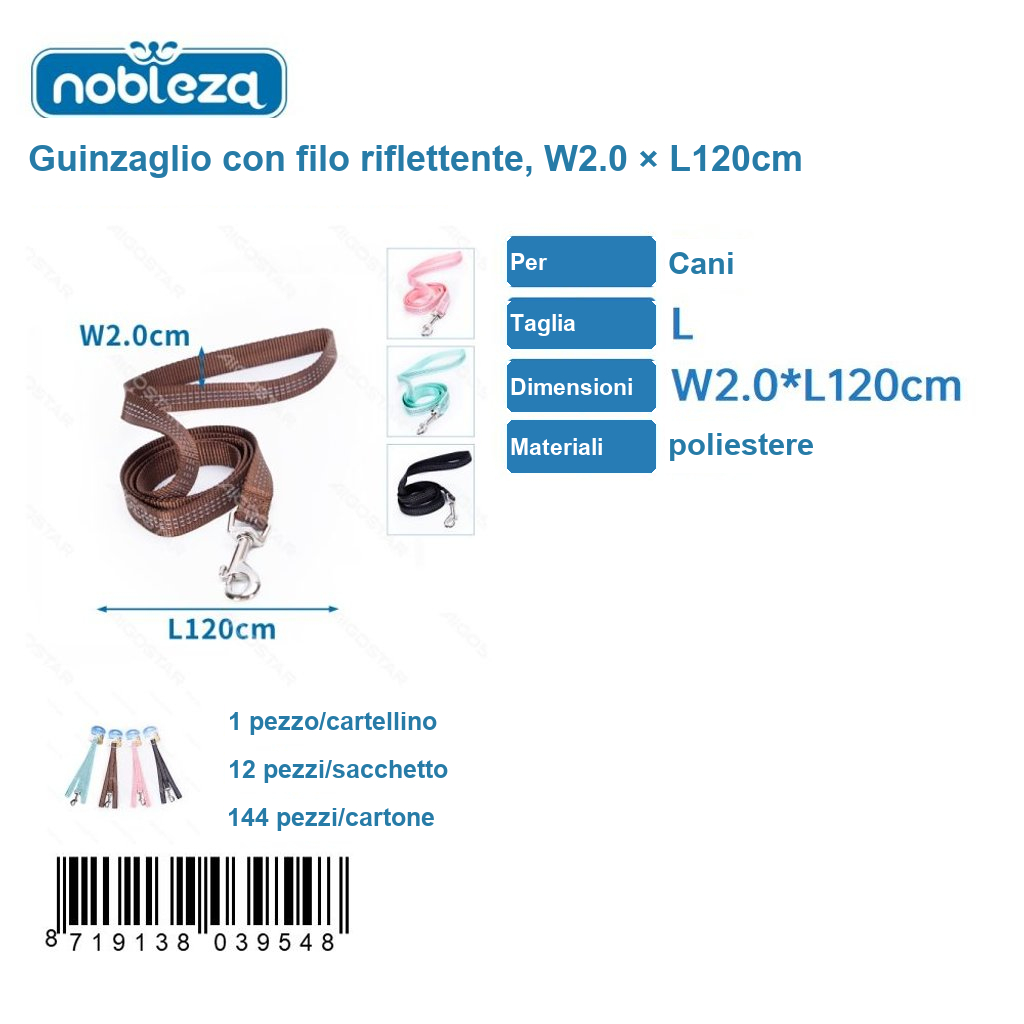 nobleza
Guinzaglio con filo riflettente, W2.0 × L120cm
W2.0cm
L120cm
Per Cani
Taglia L
Dimensioni W2.0*L120cm
Materiali poliestere
1 pezzo/cartellino
12 pezzi/sacchetto
144 pezzi/cartone
8 719138 039548
AIGOSTAR